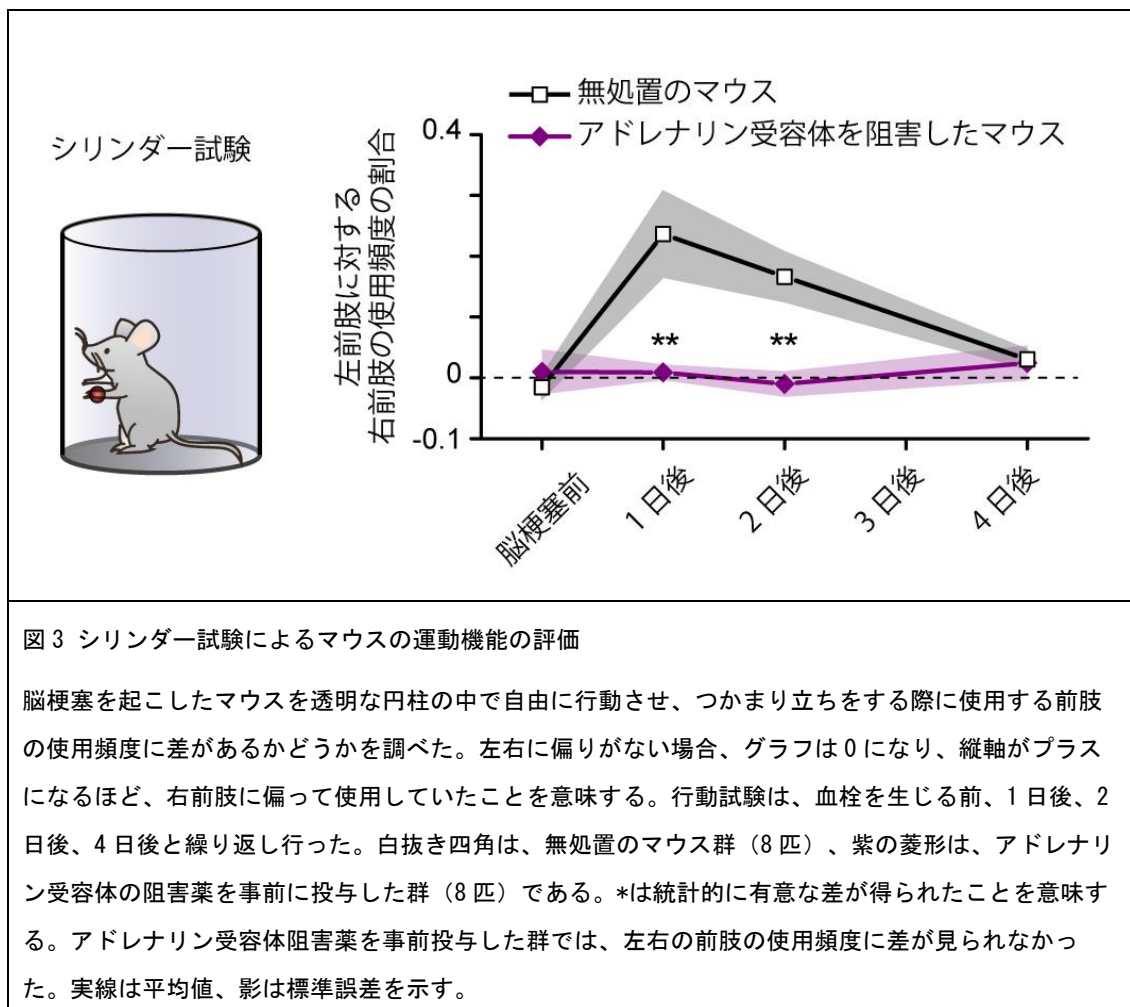 シリンダー試験
無処置のマウス
アドレナリン受容体を阻害したマウス
左前肢に対する
右前肢の使用頻度の割合
0.4
0
-0.1
**
**
脳梗塞前
1日後
2日後
3日後
4日後
図3 シリンダー試験によるマウスの運動機能の評価
脳梗塞を起こしたマウスを透明な円柱の中で自由に行動させ、つかまり立ちをする際に使用する前肢
の使用頻度に差があるかどうかを調べた。左右に偏りがない場合、グラフは0になり、縦軸がプラス
になるほど、右前肢に偏って使用していたことを意味する。行動試験は、血栓を生じる前、1日後、2
日後、4日後と繰り返し行った。白抜き四角は、無処置のマウス群（8匹）、紫の菱形は、アドレナリ
ン受容体の阻害薬を事前に投与した群（8匹）である。*は統計的に有意な差が得られたことを意味す
る。アドレナリン受容体阻害薬を事前投与した群では、左右の前肢の使用頻度に差が見られなかっ
た。実線は平均値、影は標準誤差を示す。